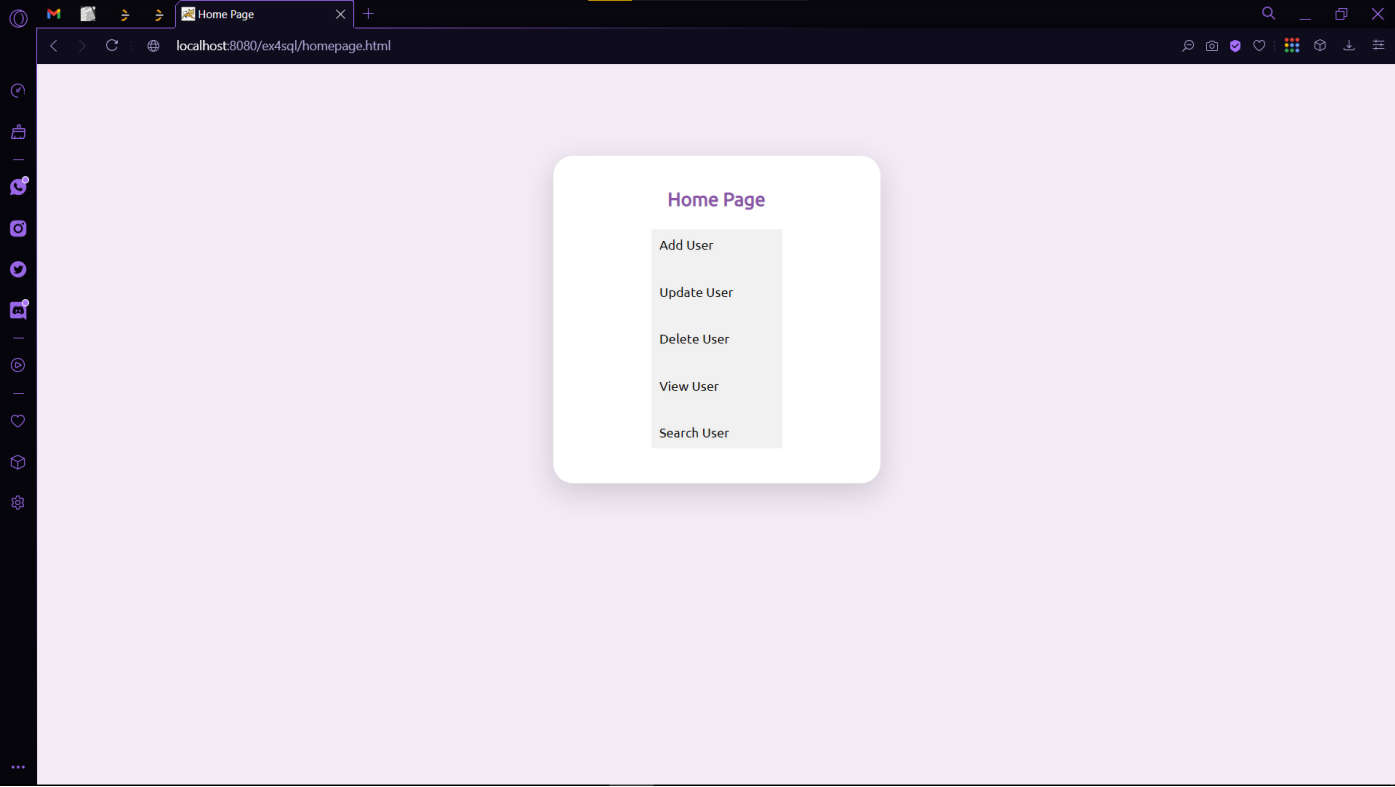 Home Page
localhost:8080/ex4sql/homepage.html
Home Page
Add User
Update User
Delete User
View User
Search User